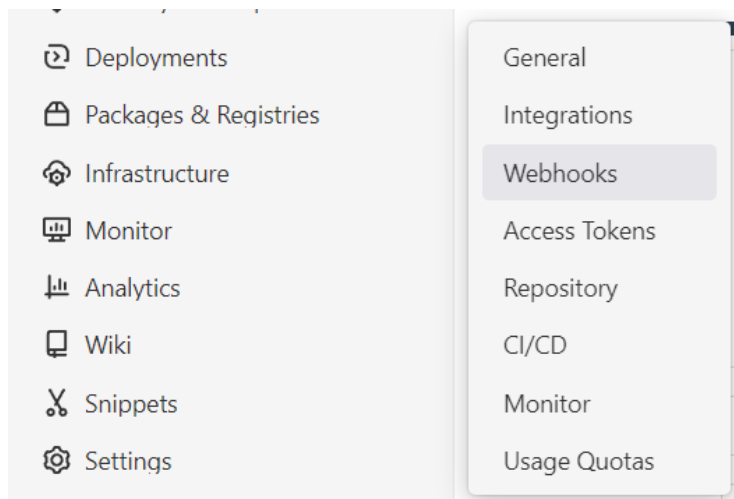 Deployments
Packages & Registries
Infrastructure
Monitor
Analytics
Wiki
Snippets
Settings
General
Integrations
Webhooks
Access Tokens
Repository
CI/CD
Monitor
Usage Quotas